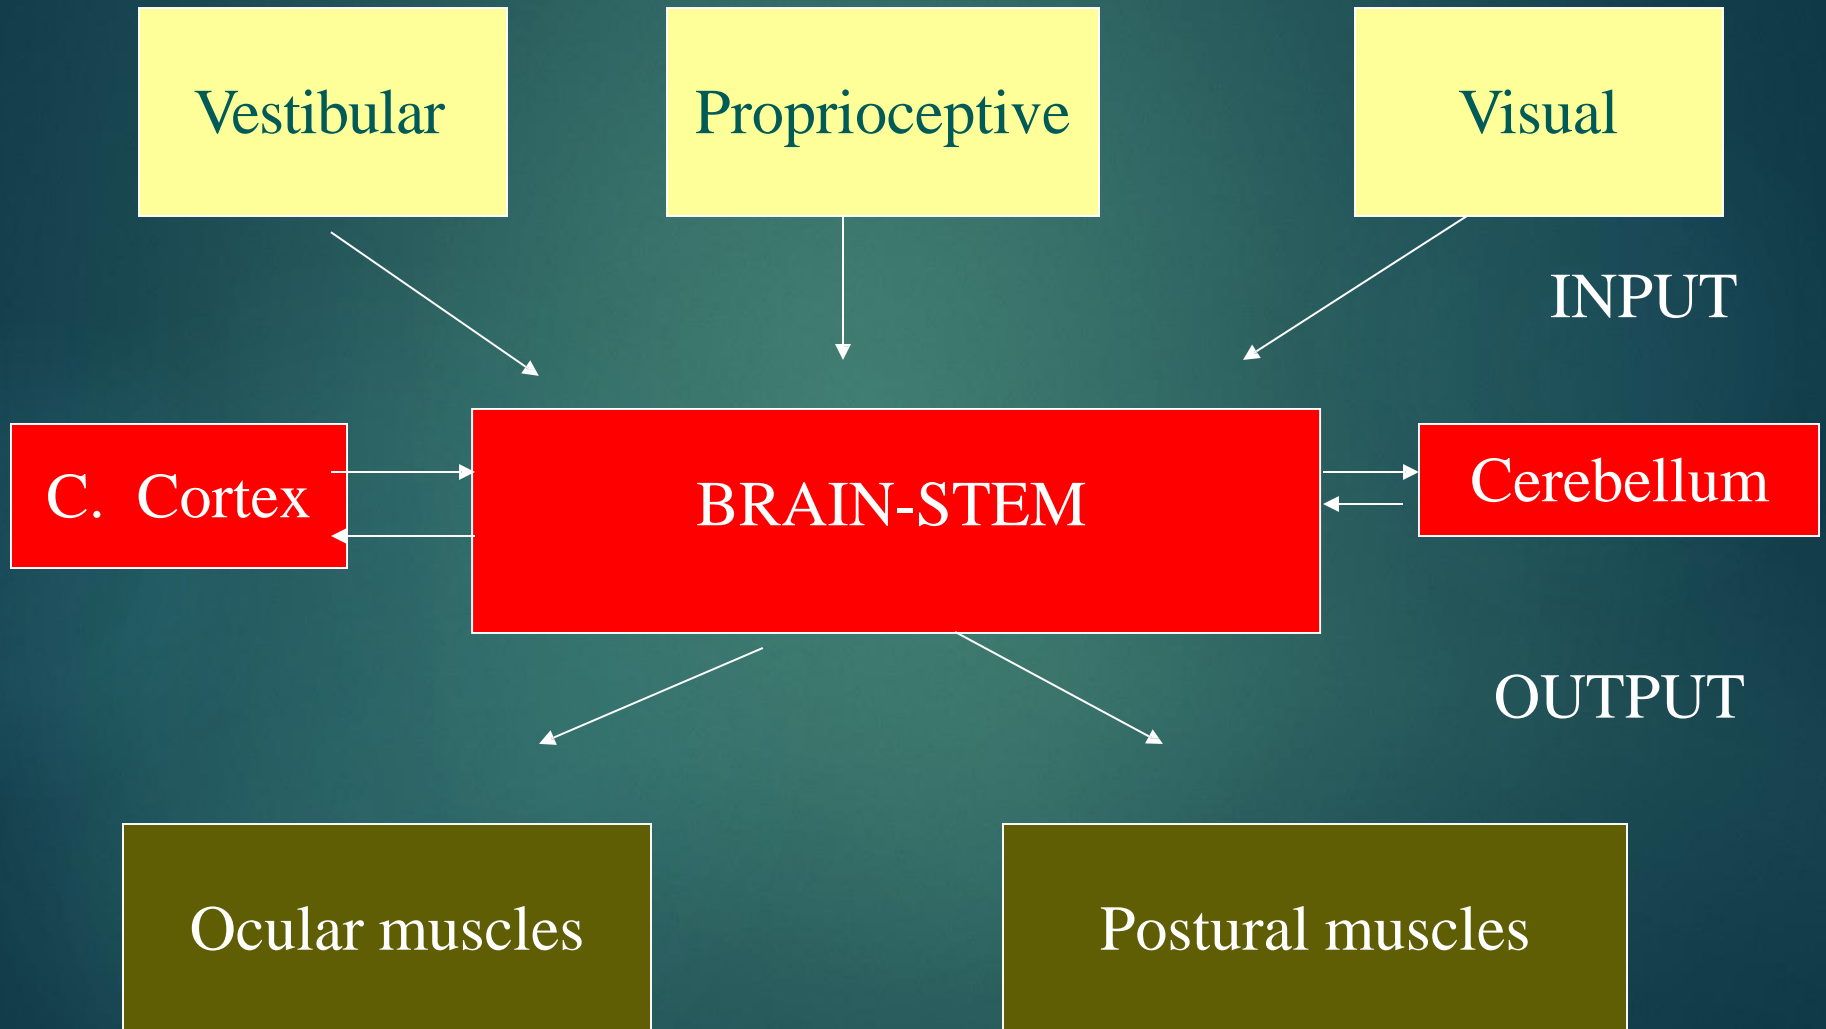 Vestibular
Proprioceptive
Visual
INPUT
C. Cortex
BRAIN-STEM
Cerebellum
OUTPUT
Ocular muscles
Postural muscles